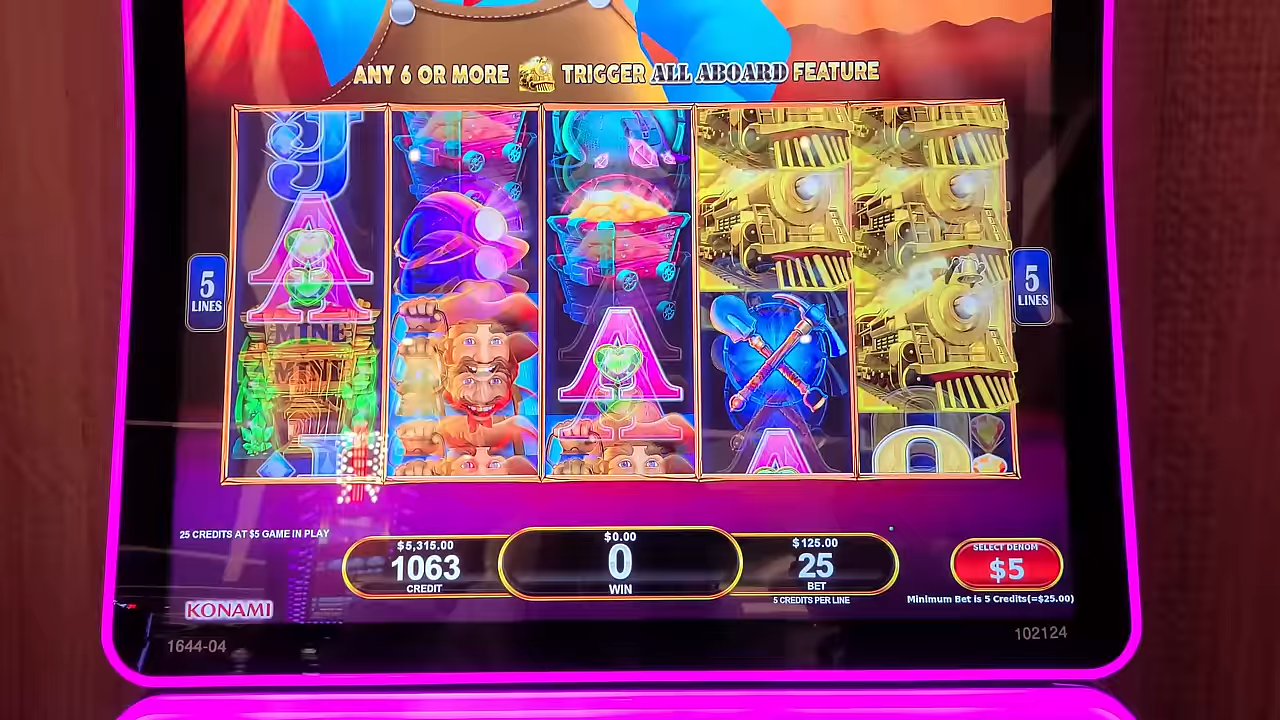 ANY 6 OR MORE TRIGGER ALL ABOARD FEATURE
5
LINES
5
LINES
MINE
MINE
25 CREDITS AT $5 GAME IN PLAY
$5,315.00
1063
CREDIT
$0.00
0
WIN
$125.00
25
BET
5 CREDITS PER LINE
SELECT DENOM
$5
Minimum Bet is 5 Credits(=$25.00)
KONAMI
1644-04
102124
J
A
A
A
A
A
Q